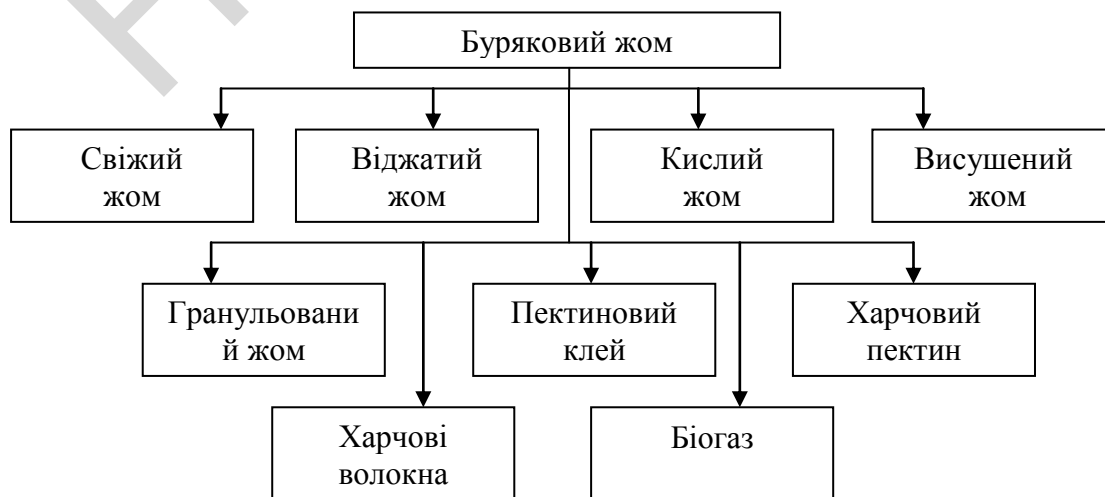 Буряковий жом
Свіжий
жом
Віджатий
жом
Кислий
жом
Висушений
жом
Гранульовани
й жом
Пектиновий
клей
Харчовий
пектин
Харчові
волокна
Біогаз